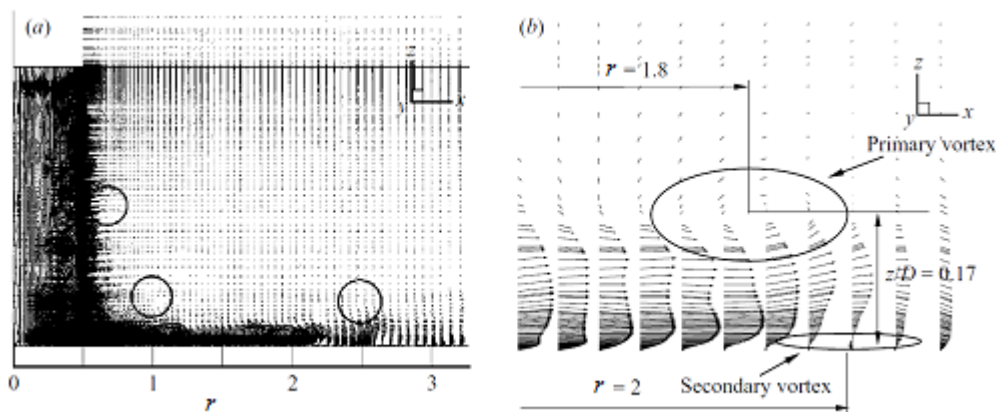 (a)
z
y
x
0
1
2
3
r
(b)
r = 1.8
z
y
x
Primary vortex
z/D = 0.17
r = 2
Secondary vortex